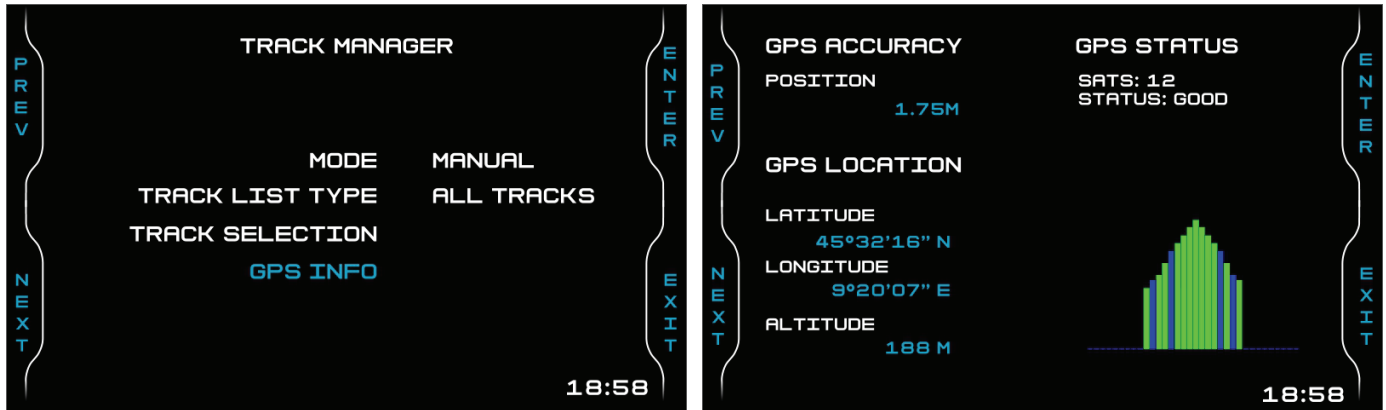 PREV
NEXT
TRACK MANAGER
MODE MANUAL
TRACK LIST TYPE ALL TRACKS
TRACK SELECTION
GPS INFO
ENTER
EXIT
18:58
PREV
NEXT
GPS ACCURACY
POSITION
1.75M
GPS STATUS
SATS: 12
STATUS: GOOD
GPS LOCATION
LATITUDE
45°32'16” N
LONGITUDE
9°20'07” E
ALTITUDE
188 M
ENTER
EXIT
18:58